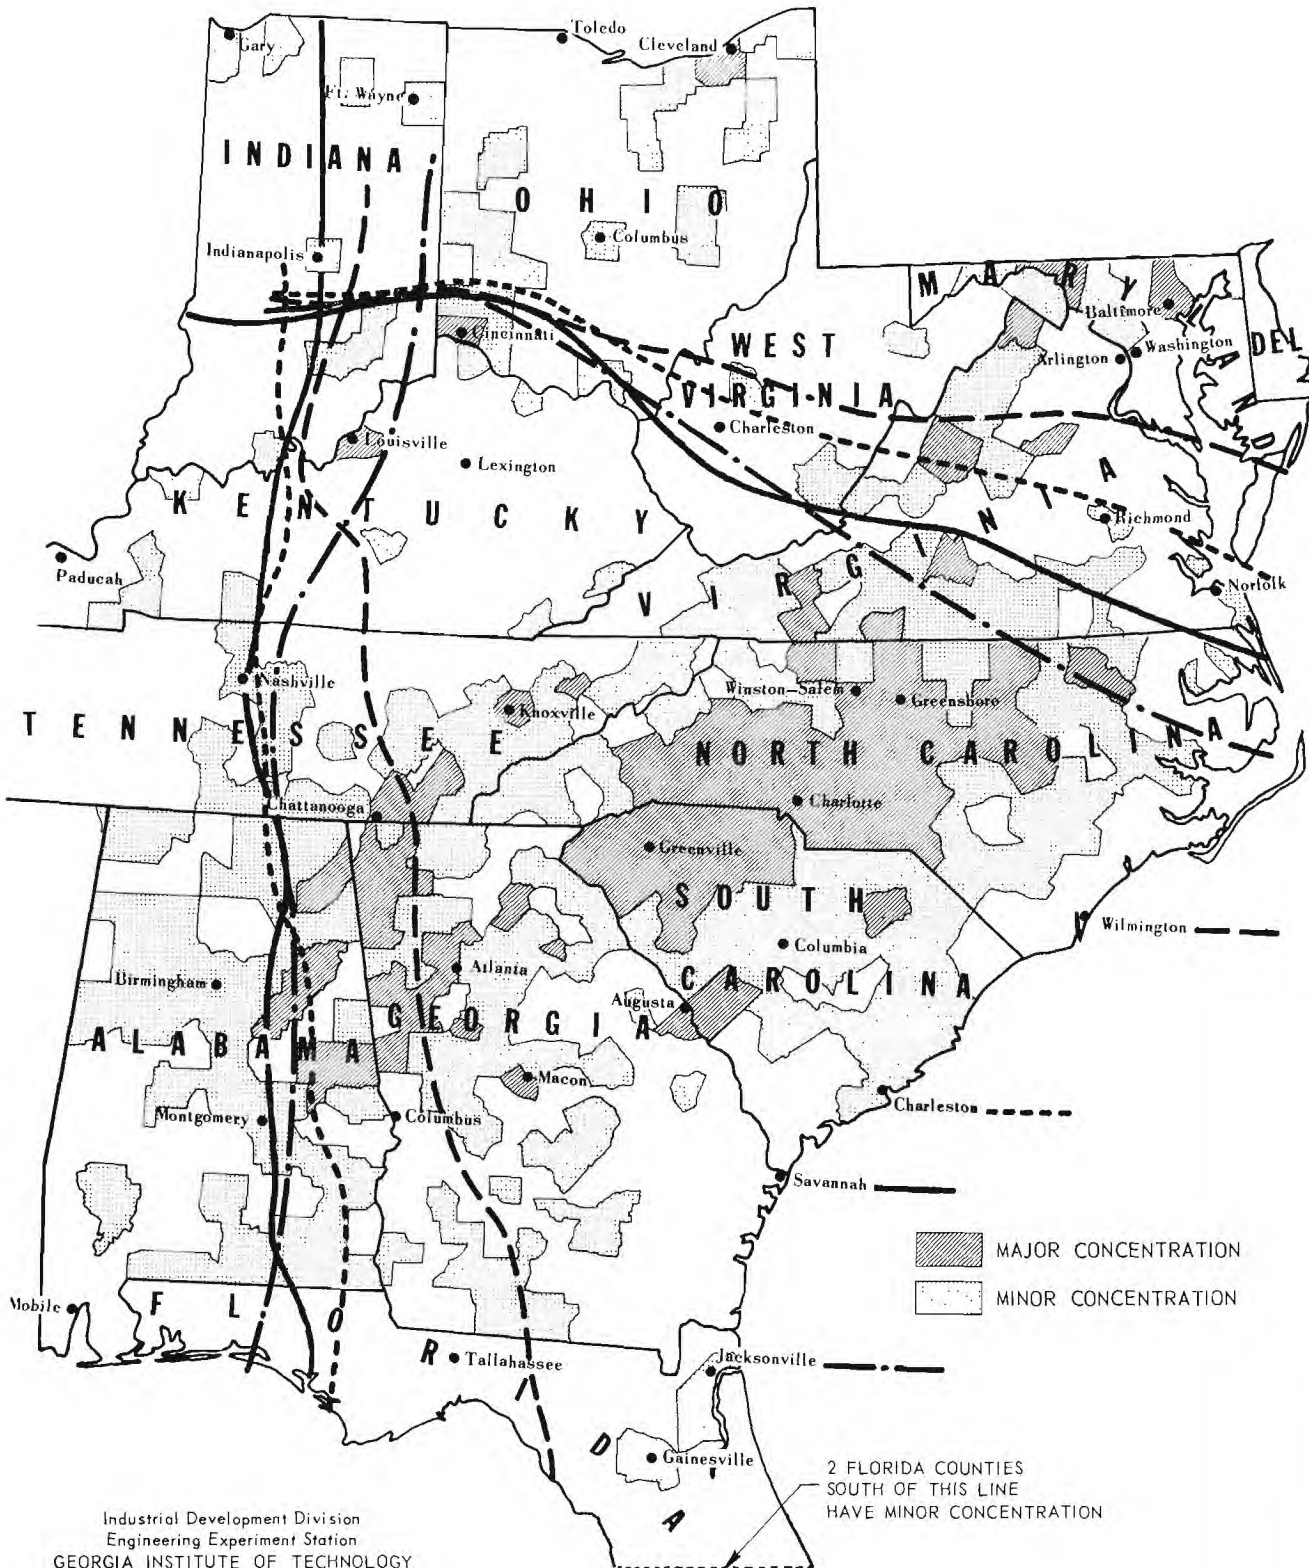 Toledo
Gary
Cleveland
Ft. Wayne
INDIANA
OHIO
Columbus
Indianapolis
MARYLAND
Baltimore
Cincinnati
WEST
VIRGINIA
Arlington
Washington
DEL
Charleston
Louisville
Lexington
KENTUCKY
Richmond
Paducah
VIRGINIA
Norfolk
Nashville
Winston-Salem
Greensboro
Knoxville
TENNESSEE
NORTH CAROLINA
Chattanooga
Charlotte
Greenville
SOUTH
CAROLINA
Wilmington
Columbia
Birmingham
Atlanta
Augusta
GEORGIA
ALABAMA
Macon
Montgomery
Columbus
Charleston
Savannah
MAJOR CONCENTRATION
MINOR CONCENTRATION
Mobile
FLORIDA
Tallahassee
Jacksonville
Gainesville
2 FLORIDA COUNTIES
SOUTH OF THIS LINE
HAVE MINOR CONCENTRATION
Industrial Development Division
Engineering Experiment Station
GEORGIA INSTITUTE OF TECHNOLOGY